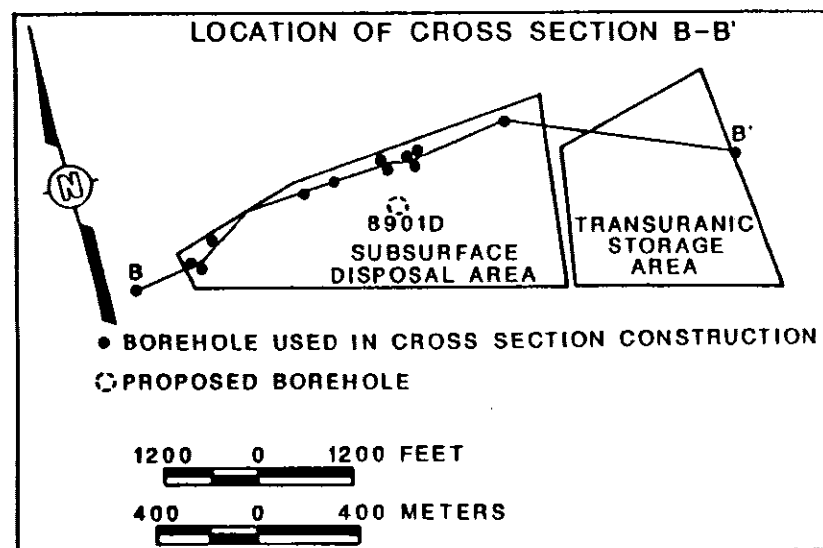 LOCATION OF CROSS SECTION B-B'
B'
N
8901D
SUBSURFACE
DISPOSAL AREA
TRANSURANIC
STORAGE
AREA
B
BOREHOLE USED IN CROSS SECTION CONSTRUCTION
PROPOSED BOREHOLE
1200 0 1200 FEET
400 0 400 METERS